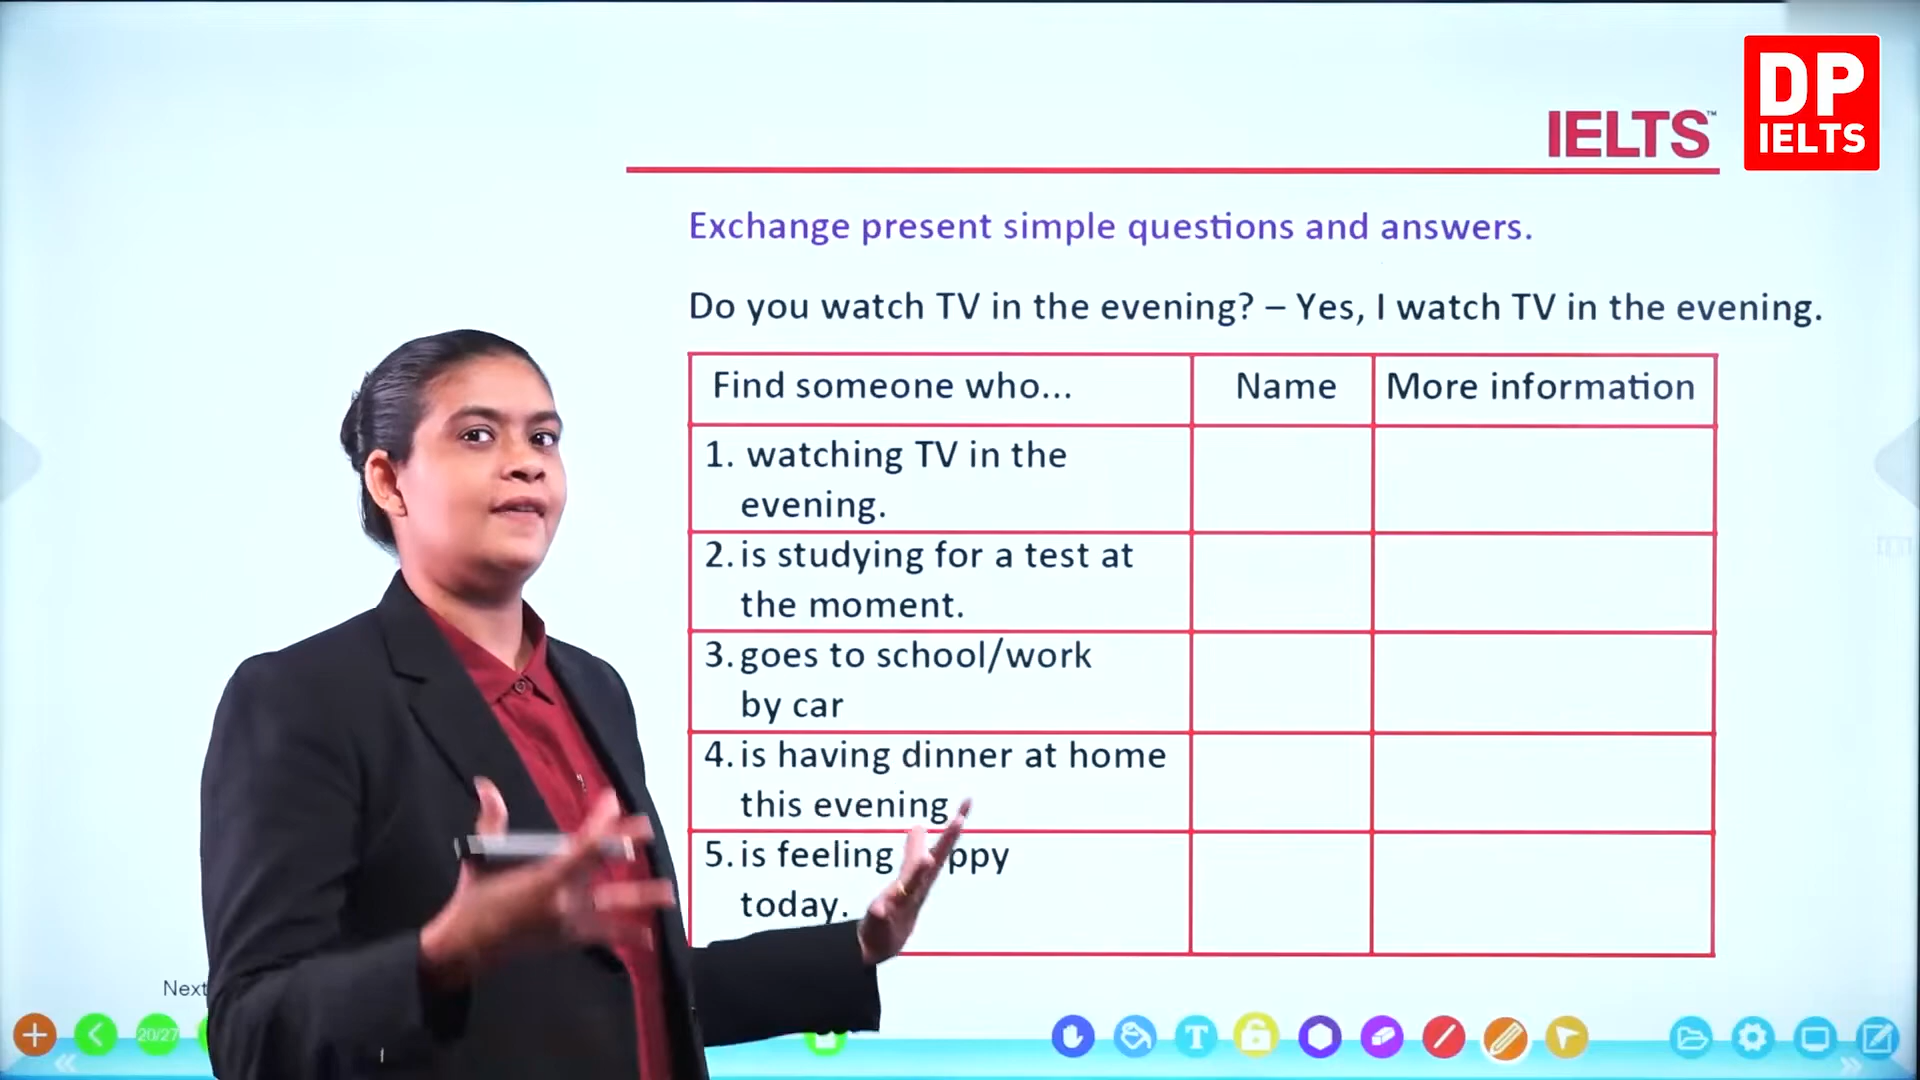 DP
IELTS
IELTS™
Exchange present simple questions and answers.
Do you watch TV in the evening? – Yes, I watch TV in the evening.
Find someone who... Name More information
1. watching TV in the
evening.
2. is studying for a test at
the moment.
3. goes to school/work
by car
4. is having dinner at home
this evening
5. is feeling ppy
today.
Next
20/27
T